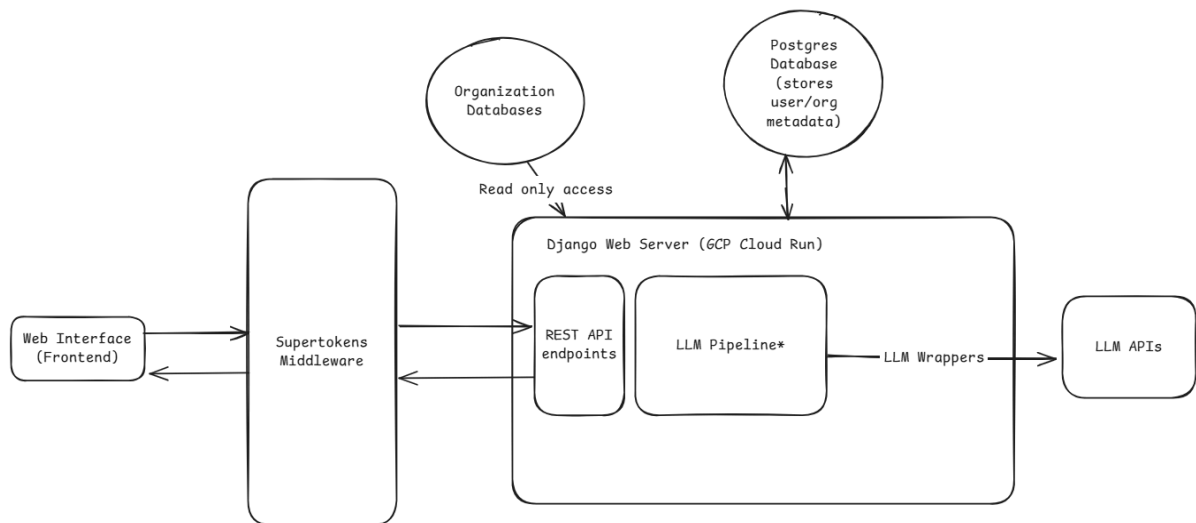 Organization
Databases
Postgres
Database
(stores
user/org
metadata)
Read only access
Django Web Server (GCP Cloud Run)
Web Interface
(Frontend)
Supertokens
Middleware
REST API
endpoints
LLM Pipeline*
LLM Wrappers
LLM APIs